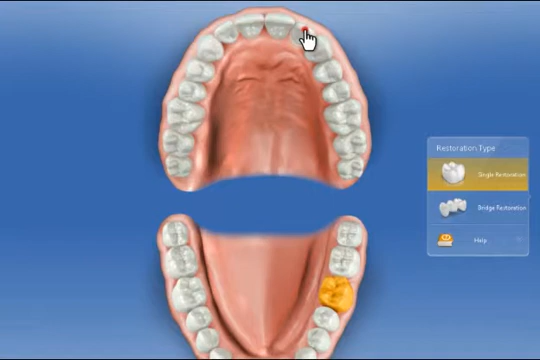 Restoration Type
Single Restoration
Bridge Restoration
Help